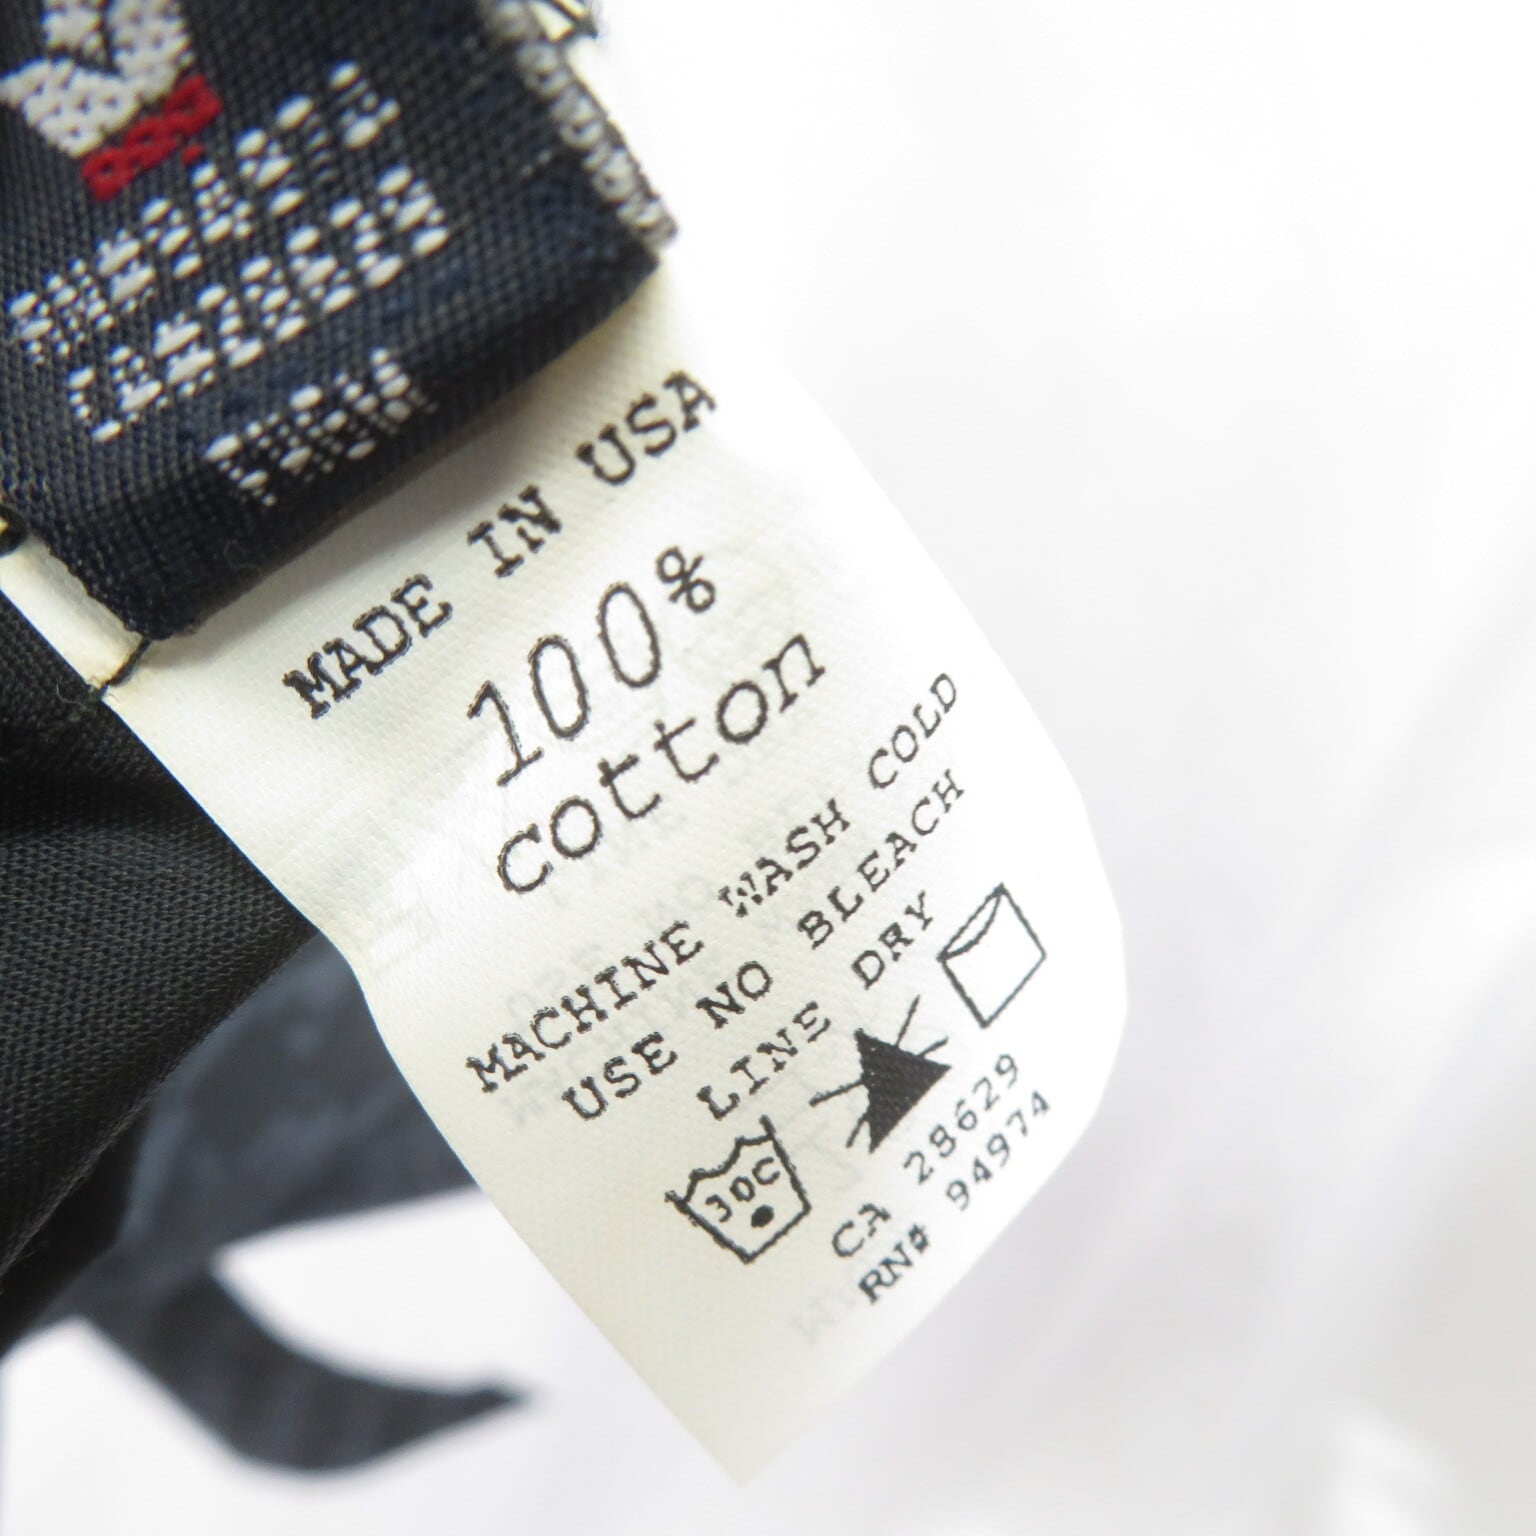 MADE IN USA
100%
cotton
MACHINE WASH COLD
USE NO BLEACH
LINE DRY
30C
CA 28629
RN# 94974